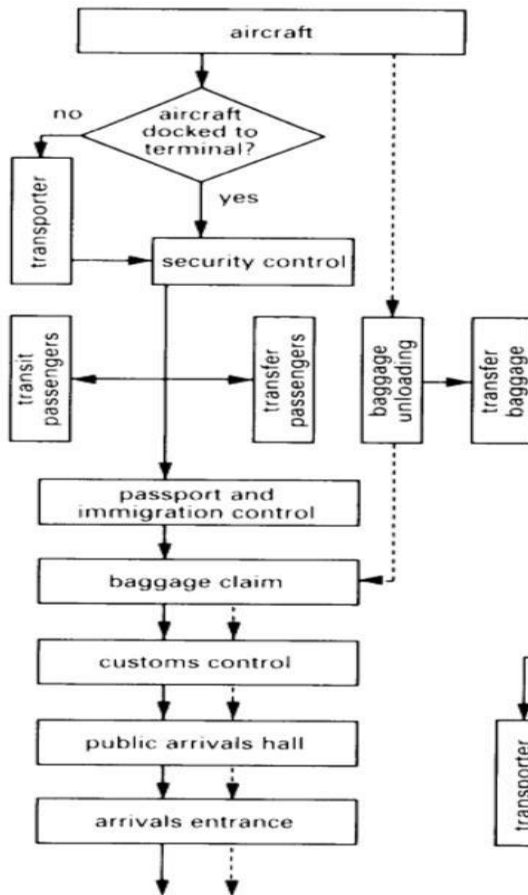 aircraft
no
aircraft
docked to
terminal?
yes
transporter
security control
transit
passengers
transfer
passengers
baggage
unloading
transfer
baggage
passport and
immigration control
baggage claim
customs control
public arrivals hall
transporter
arrivals entrance